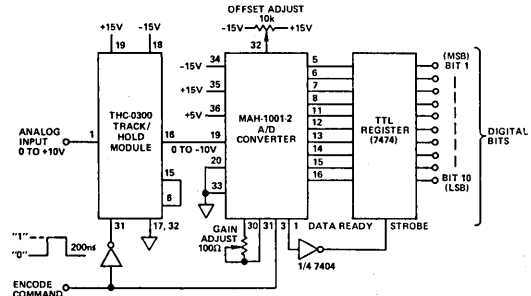 OFFSET ADJUST
10k
+15V -15V -15V +15V
19 18 32
-15V 34 5 (MSB)
BIT 1
6
+15V 35 7
THC-0300
TRACK/
HOLD
MODULE
+5V 36 8
MAH-1001-2
A/D
CONVERTER
11
TTL
REGISTER
(7474)
ANALOG
INPUT
0 TO +10V
1 16 19 12
0 TO -10V
13
DIGITAL
BITS
20 14
15 15
6 33 16 BIT 10
(LSB)
31 17, 32 30 31 3 1 DATA READY STROBE
GAIN
ADJUST
100Ω
"1"
"0" 200ns
1/4 7404
ENCODE
COMMAND